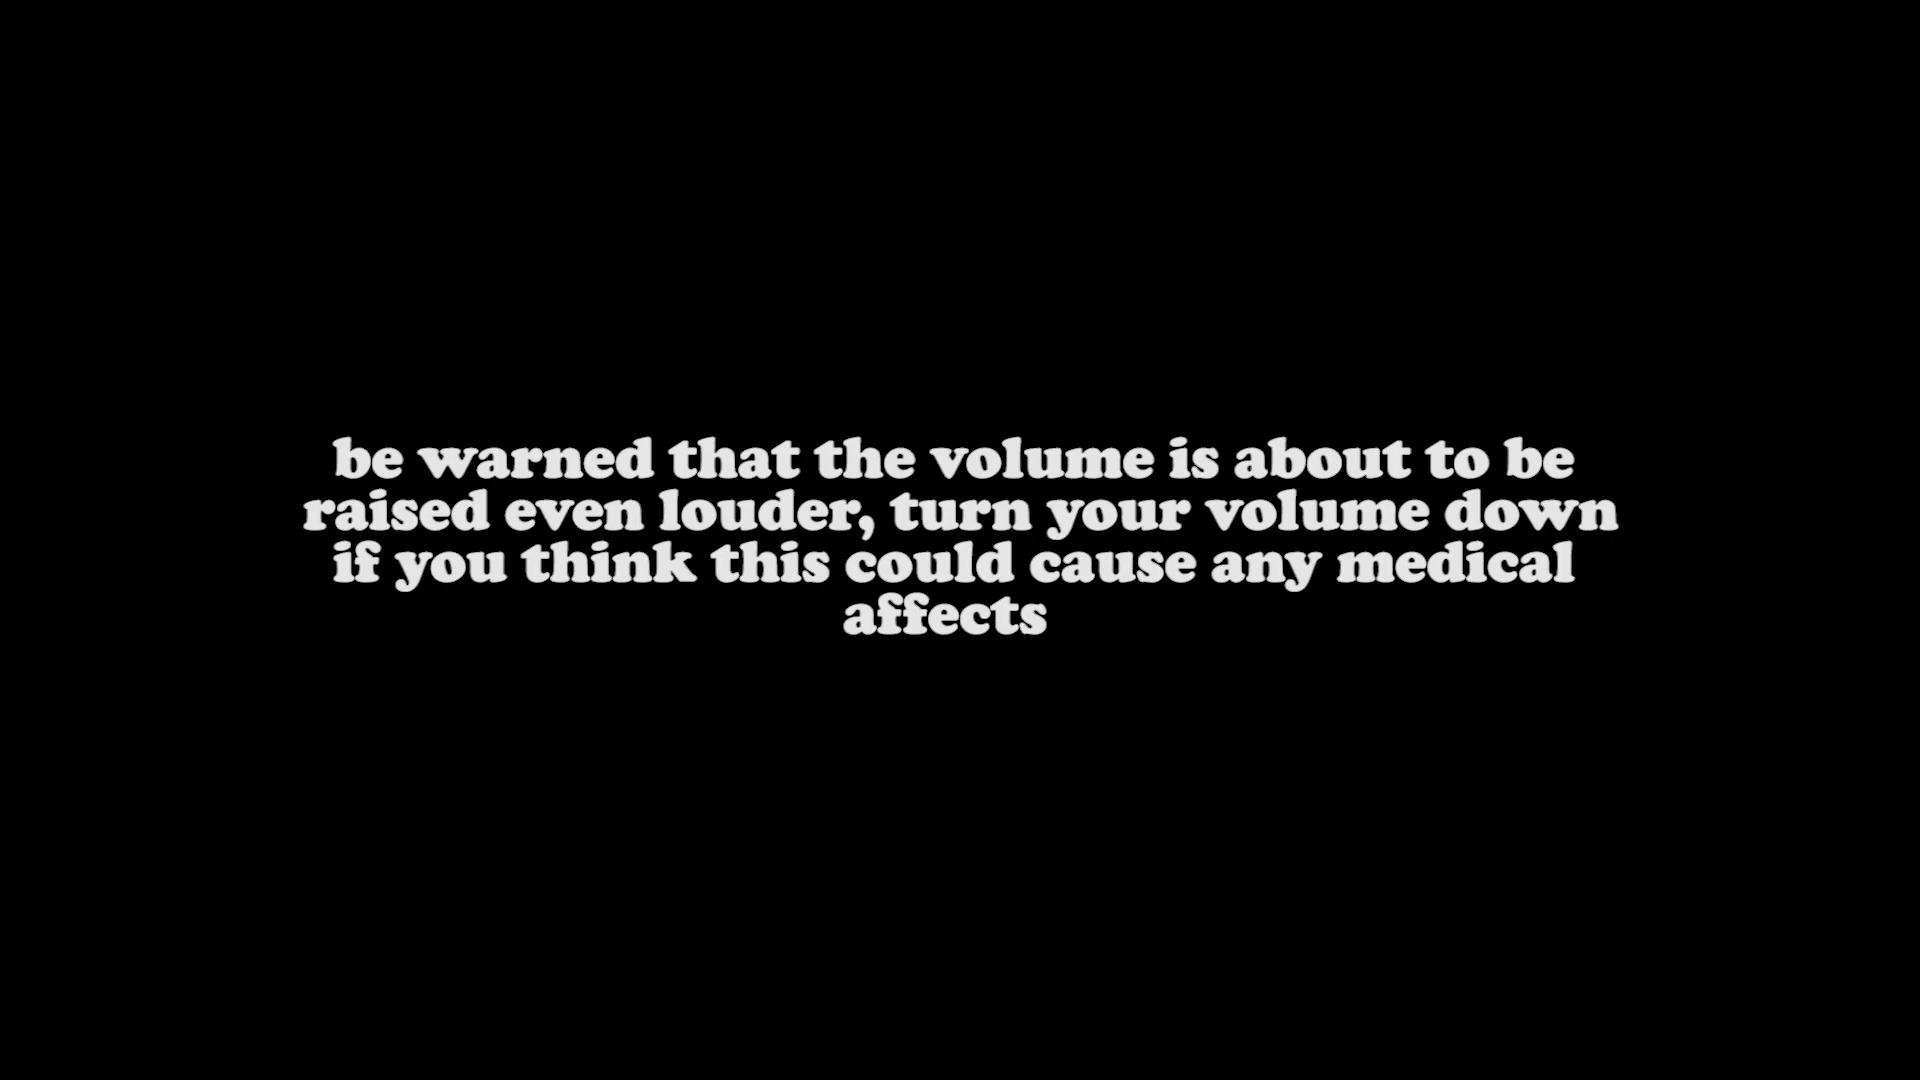 be warned that the volume is about to be
raised even louder, turn your volume down
if you think this could cause any medical
affects